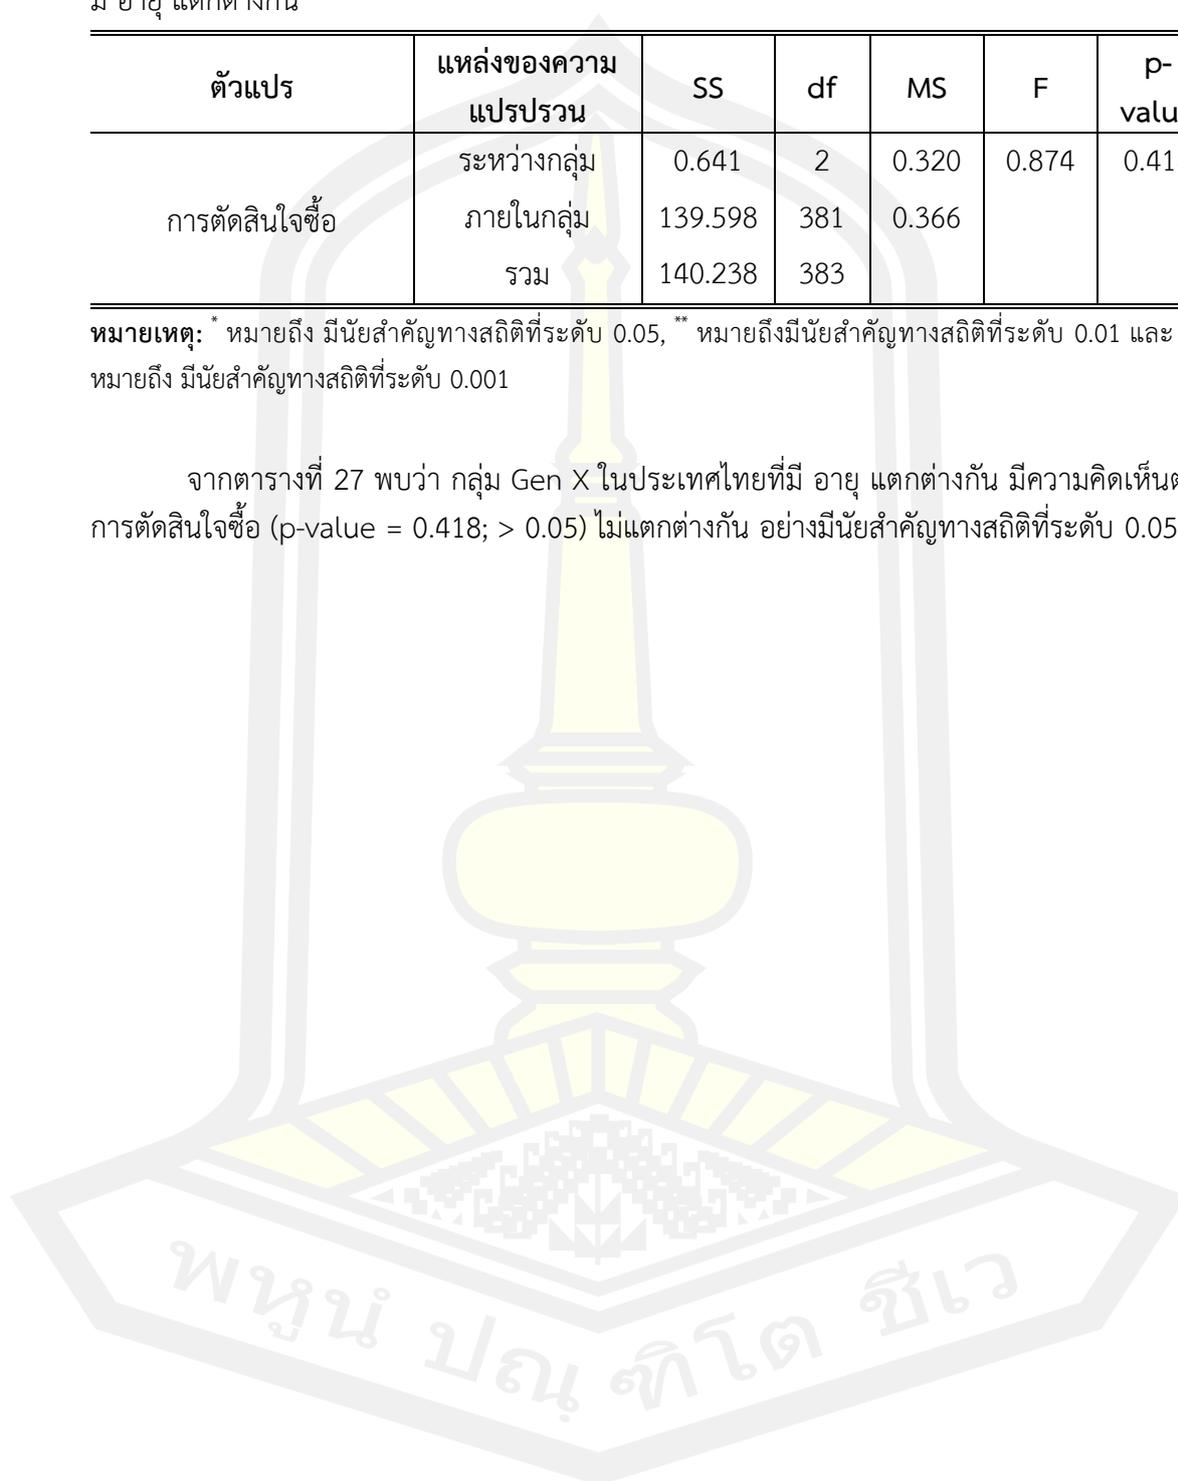 มี อายุ แตกต่างกัน
ตัวแปร แหล่งของความ SS df MS F p-
แปรปรวน valu
ระหว่างกลุ่ม 0.641 2 0.320 0.874 0.41
การตัดสินใจซื้อ ภายในกลุ่ม 139.598 381 0.366
รวม 140.238 383
หมายเหตุ: * หมายถึง มีนัยสำคัญทางสถิติที่ระดับ 0.05, ** หมายถึงมีนัยสำคัญทางสถิติที่ระดับ 0.01 และ
หมายถึง มีนัยสำคัญทางสถิติที่ระดับ 0.001
จากตารางที่ 27 พบว่า กลุ่ม Gen X ในประเทศไทยที่มี อายุ แตกต่างกัน มีความคิดเห็น
การตัดสินใจซื้อ (p-value = 0.418; > 0.05) ไม่แตกต่างกัน อย่างมีนัยสำคัญทางสถิติที่ระดับ 0.05
พหูนํ ปณฺฑิโต ชีเว